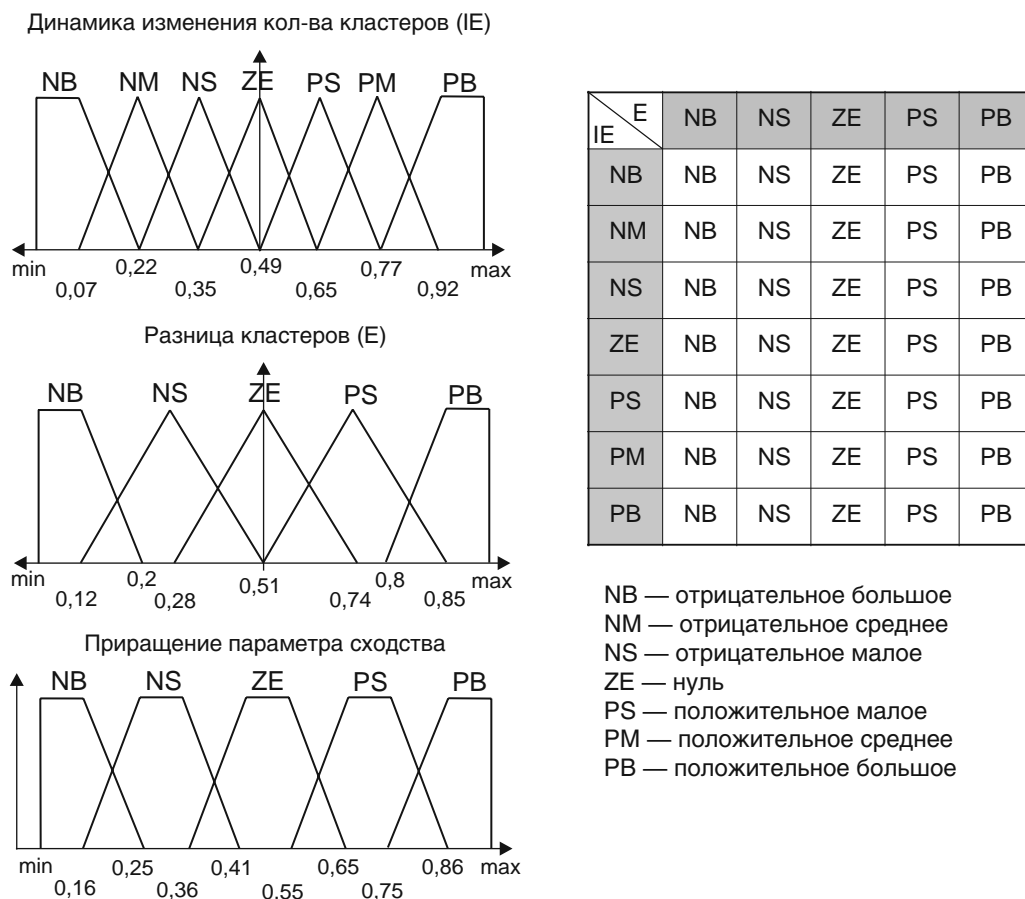 Динамика изменения кол-ва кластеров (IE)
NB NM NS ZE PS PM PB
min 0,22 0,49 0,77 max
0,07 0,35 0,65 0,92
Разница кластеров (E)
NB NS ZE PS PB
min 0,2 0,51 0,8 max
0,12 0,28 0,74 0,85
Приращение параметра сходства
NB NS ZE PS PB
min 0,25 0,41 0,65 0,86 max
0,16 0,36 0,55 0,75
IE E NB NS ZE PS PB
NB NB NS ZE PS PB
NM NB NS ZE PS PB
NS NB NS ZE PS PB
ZE NB NS ZE PS PB
PS NB NS ZE PS PB
PM NB NS ZE PS PB
PB NB NS ZE PS PB
NB — отрицательное большое
NM — отрицательное среднее
NS — отрицательное малое
ZE — нуль
PS — положительное малое
PM — положительное среднее
PB — положительное большое